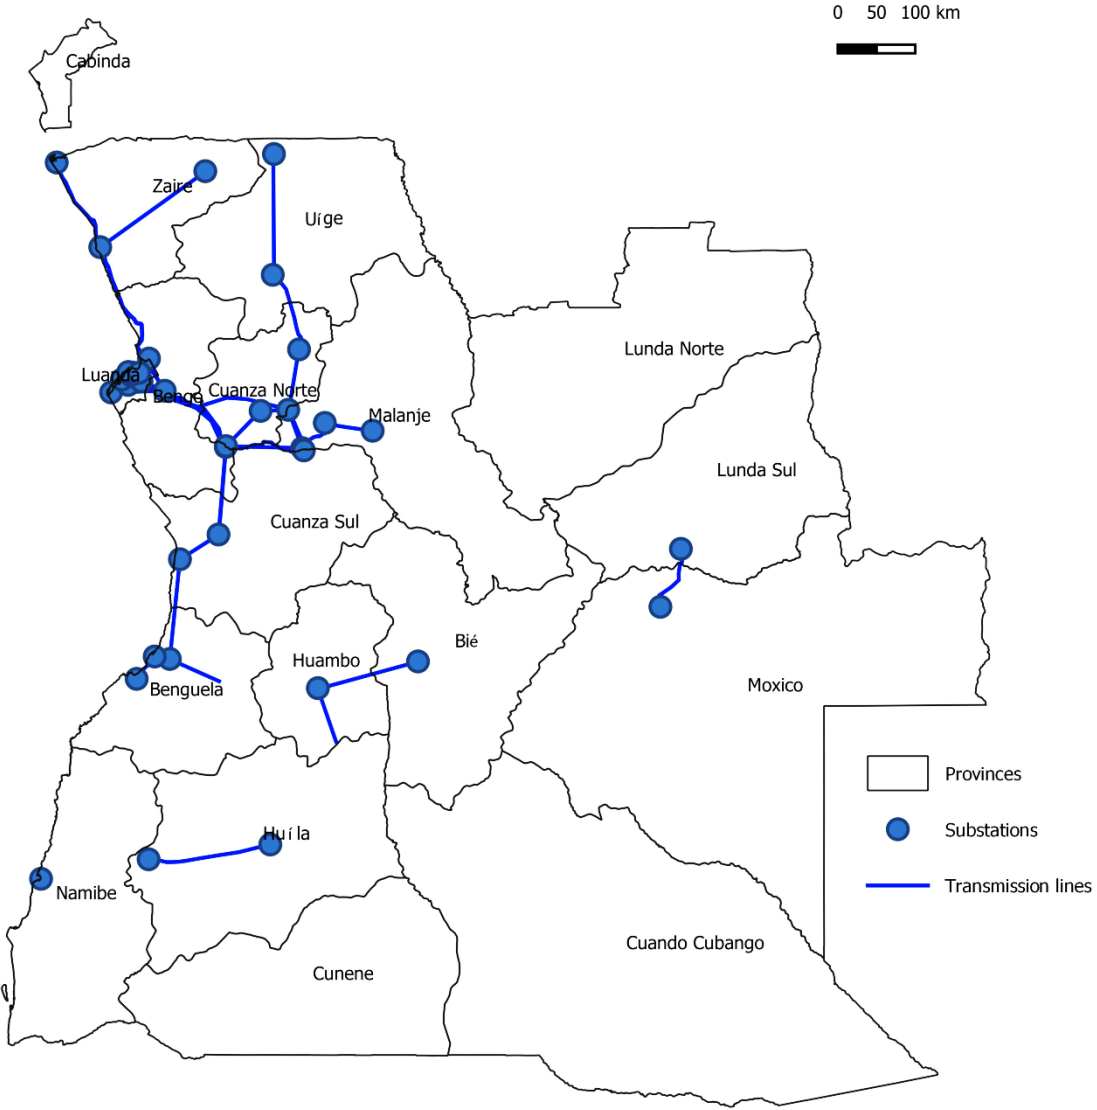 0 50 100 km
Cabinda
Zaire
Uíge
Lunda Norte
Luanda
Bengo
Cuanza Norte
Malanje
Lunda Sul
Cuanza Sul
Bié
Huambo
Benguela
Moxico
Provinces
Substations
Huíla
Namibe
Transmission lines
Cuando Cubango
Cunene